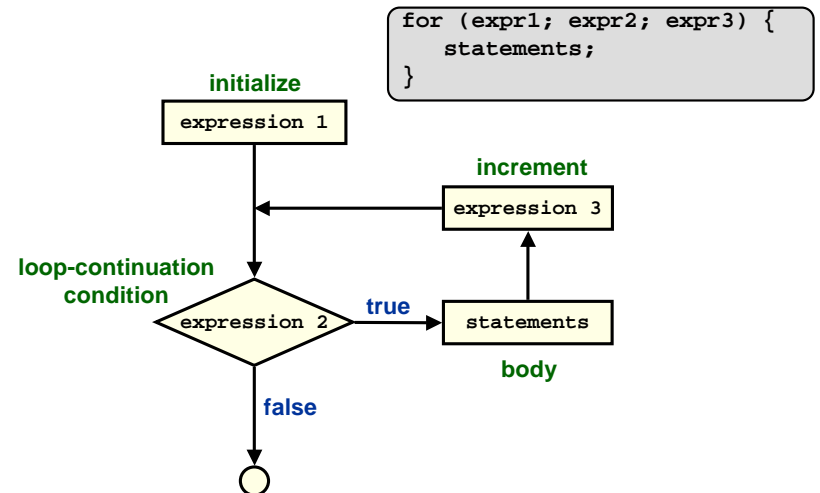 for (expr1; expr2; expr3) {
statements;
}
initialize
expression 1
increment
expression 3
loop-continuation
condition
expression 2
true
statements
body
false